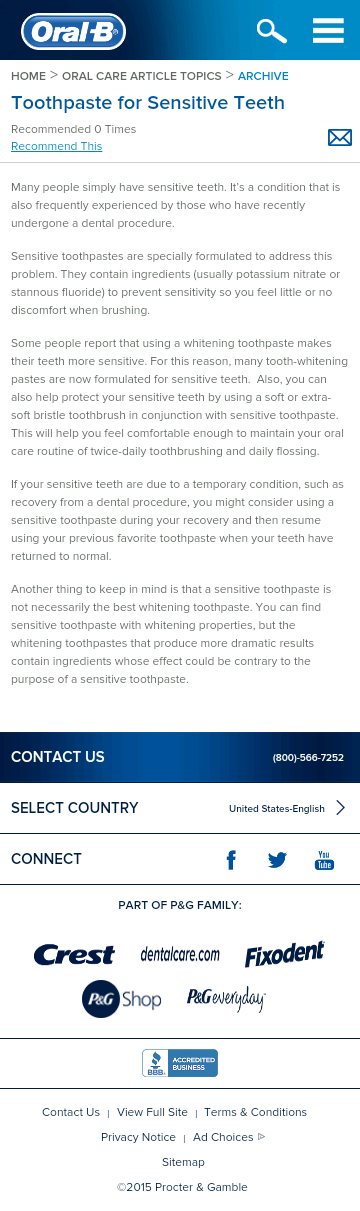 Oral-B
HOME > ORAL CARE ARTICLE TOPICS > ARCHIVE
Toothpaste for Sensitive Teeth
Recommended 0 Times
Recommend This
Many people simply have sensitive teeth. It's a condition that is
also frequently experienced by those who have recently
undergone a dental procedure.
Sensitive toothpastes are specially formulated to address this
problem. They contain ingredients (usually potassium nitrate or
stannous fluoride) to prevent sensitivity so you feel little or no
discomfort when brushing.
Some people report that using a whitening toothpaste makes
their teeth more sensitive. For this reason, many tooth-whitening
pastes are now formulated for sensitive teeth. Also, you can
also help protect your sensitive teeth by using a soft or extra-
soft bristle toothbrush in conjunction with sensitive toothpaste.
This will help you feel comfortable enough to maintain your oral
care routine of twice-daily toothbrushing and daily flossing.
If your sensitive teeth are due to a temporary condition, such as
recovery from a dental procedure, you might consider using a
sensitive toothpaste during your recovery and then resume
using your previous favorite toothpaste when your teeth have
returned to normal.
Another thing to keep in mind is that a sensitive toothpaste is
not necessarily the best whitening toothpaste. You can find
sensitive toothpaste with whitening properties, but the
whitening toothpastes that produce more dramatic results
contain ingredients whose effect could be contrary to the
purpose of a sensitive toothpaste.
CONTACT US (800)-566-7252
SELECT COUNTRY United States-English
CONNECT f You Tube
PART OF P&G FAMILY:
Crest dentalcare.com Fixodent
P&G Shop P&G everyday
BBB ACCREDITED BUSINESS
Contact Us | View Full Site | Terms & Conditions
Privacy Notice | Ad Choices
Sitemap
©2015 Procter & Gamble